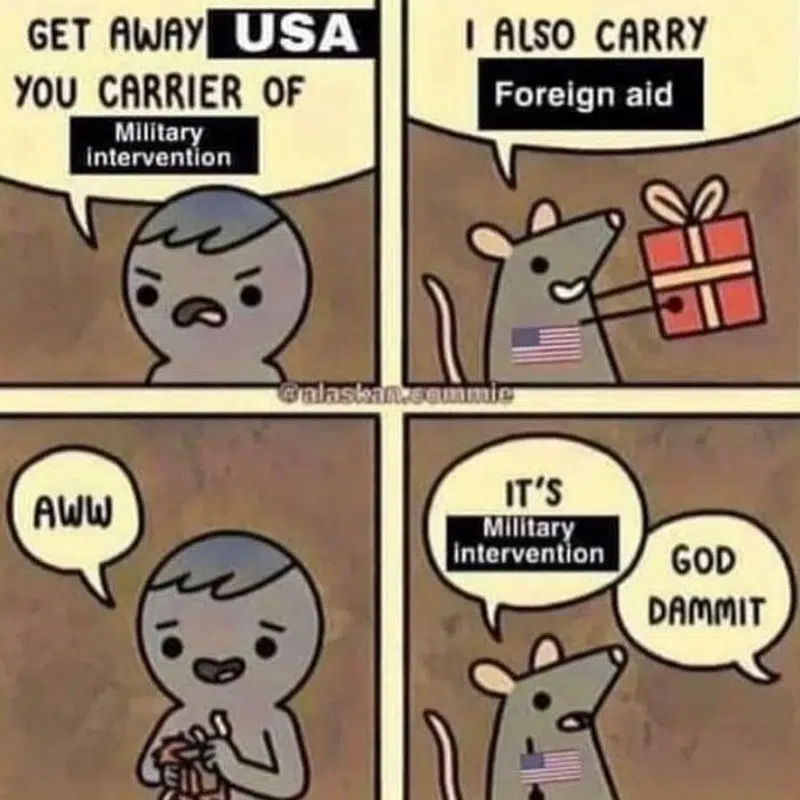 GET AWAY USA
YOU CARRIER OF
Military
intervention
I ALSO CARRY
Foreign aid
@alaskan.commie
AWW
IT'S
Military
intervention
GOD
DAMMIT